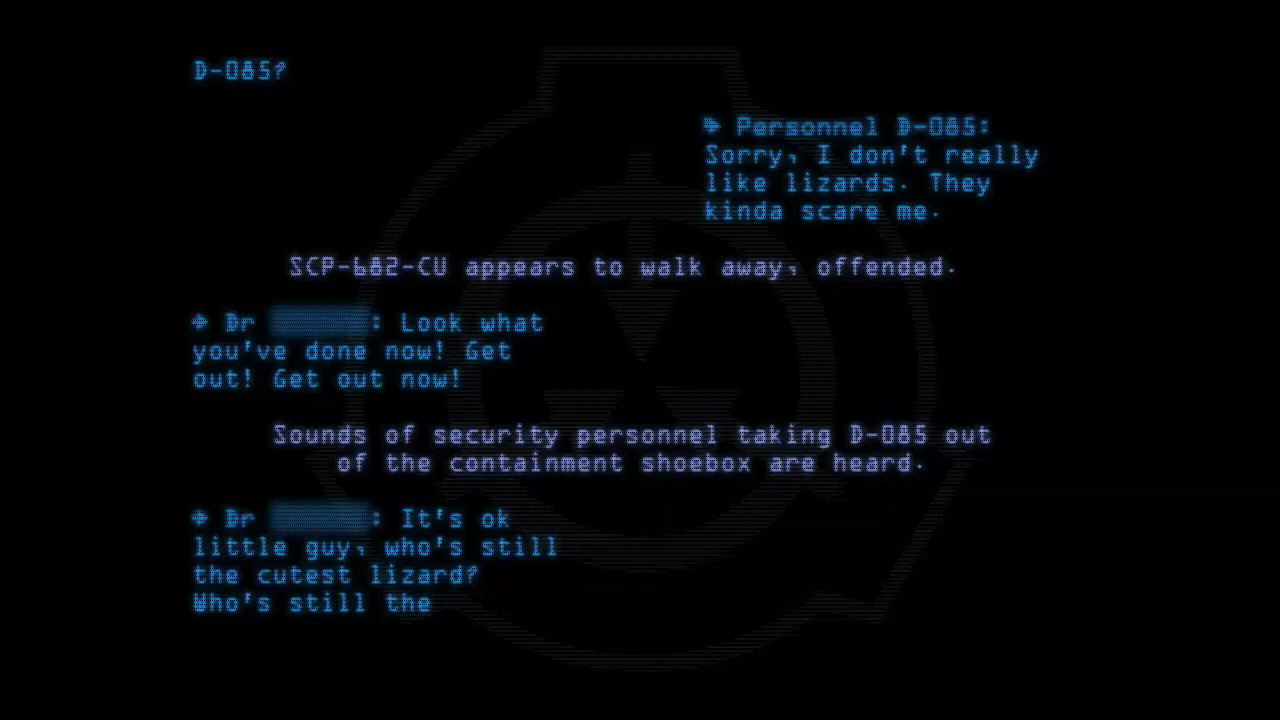 D-085?
→ Personnel D-085:
Sorry, I don't really
like lizards. They
kinda scare me.
SCP-682-CU appears to walk away, offended.
→ Dr : Look what
you've done now! Get
out! Get out now!
Sounds of security personnel taking D-085 out
of the containment shoebox are heard.
→ Dr : It's ok
little guy, who's still
the cutest lizard?
Who's still the